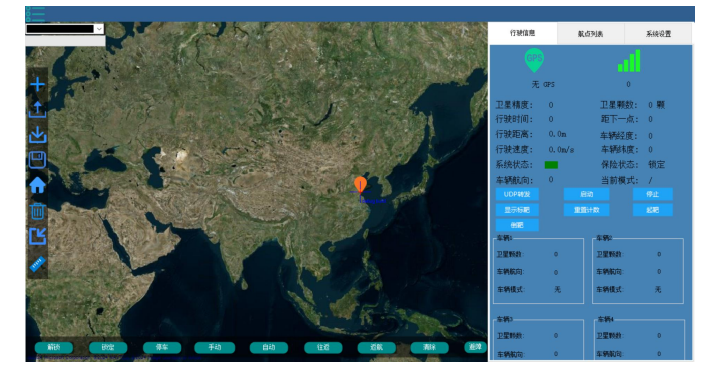 行驶信息 航点列表 系统设置
GPS
无 GPS 0
卫星精度: 0 卫星颗数: 0 颗
行驶时间: 0 距下一点: 0
行驶距离: 0.0m 车辆经度: 0
行驶速度: 0.0m/s 车辆纬度: 0
系统状态: 保险状态: 锁定
车辆航向: 0 当前模式: /
UDP转发 启动 停止
显示标靶 重置计数 起靶
倒靶
车辆1 车辆2
卫星颗数: 0 卫星颗数: 0
车辆航向: 0 车辆航向: 0
车辆模式: 无 车辆模式: 无
车辆3 车辆4
卫星颗数: 0 卫星颗数: 0
车辆航向: 0 车辆航向: 0
解锁 锁定 停车 手动 自动 往返 返航 清除 避障